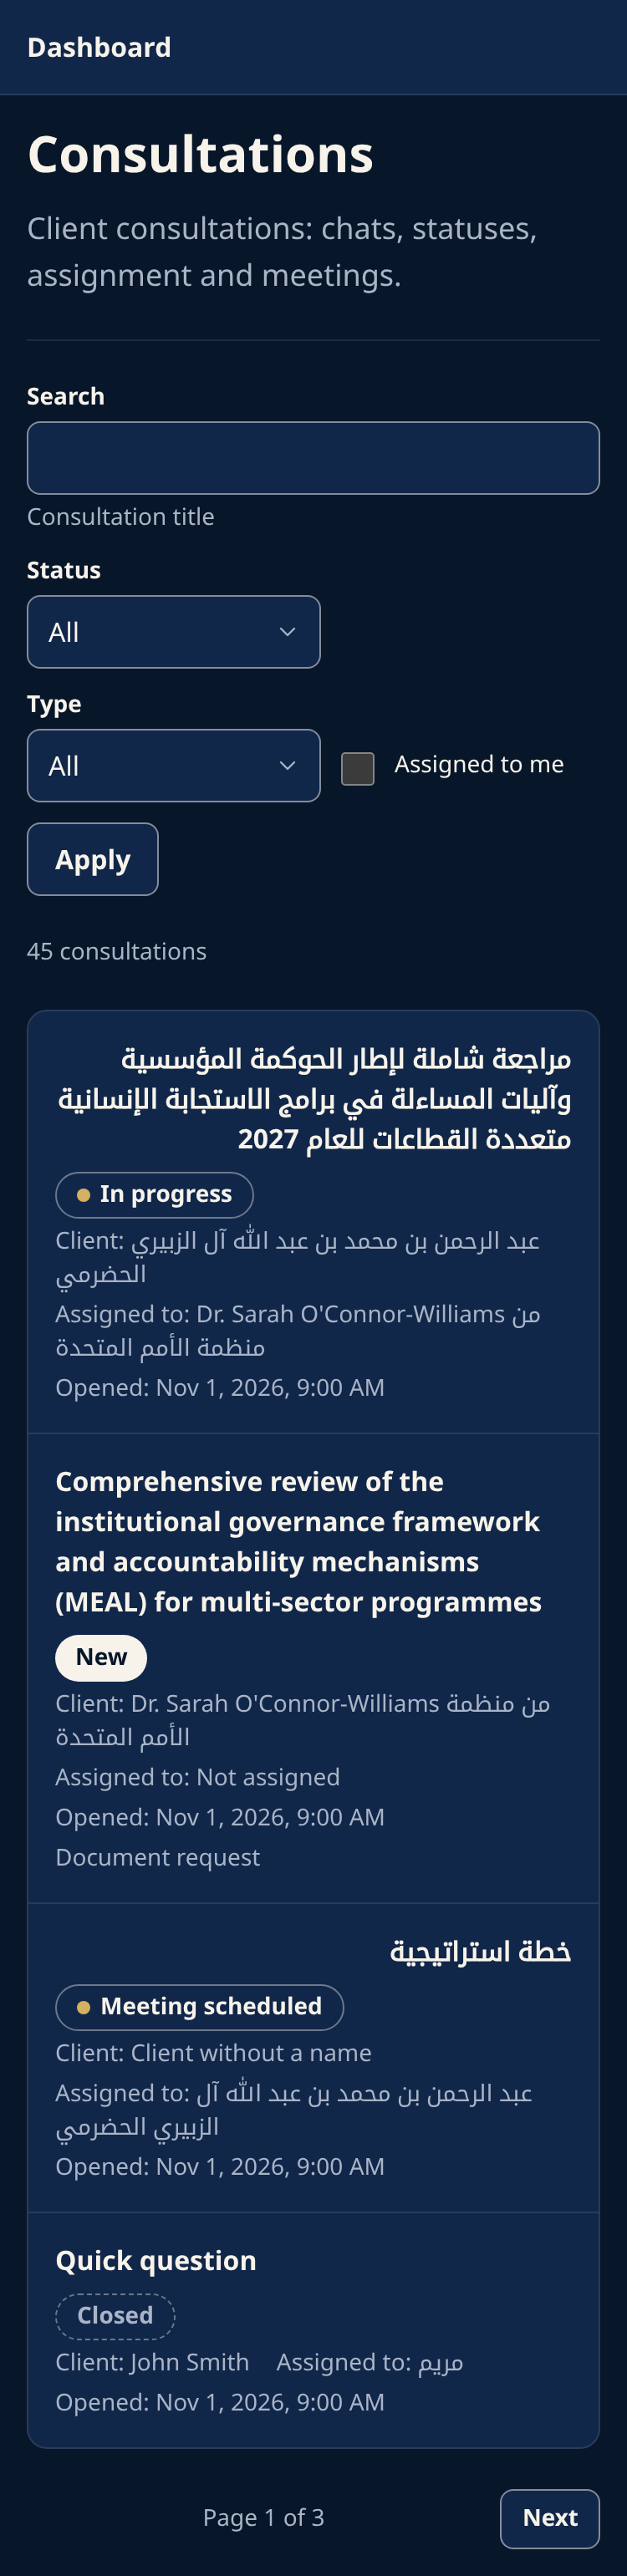 Dashboard
Consultations
Client consultations: chats, statuses,
assignment and meetings.
Search
Consultation title
Status
All
Type
All
Assigned to me
Apply
45 consultations
مراجعة شاملة لإطار الحوكمة المؤسسية
وآليات المساءلة في برامج الاستجابة الإنسانية
متعددة القطاعات للعام 2027
In progress
Client: عبد الرحمن بن محمد بن عبد الله آل الزبيري
الحضرمي
Assigned to: Dr. Sarah O'Connor-Williams من
منظمة الأمم المتحدة
Opened: Nov 1, 2026, 9:00 AM
Comprehensive review of the
institutional governance framework
and accountability mechanisms
(MEAL) for multi-sector programmes
New
Client: Dr. Sarah O'Connor-Williams من منظمة
الأمم المتحدة
Assigned to: Not assigned
Opened: Nov 1, 2026, 9:00 AM
Document request
خطة استراتيجية
Meeting scheduled
Client: Client without a name
Assigned to: عبد الرحمن بن محمد بن عبد الله آل
الزبيري الحضرمي
Opened: Nov 1, 2026, 9:00 AM
Quick question
Closed
Client: John Smith Assigned to: مريم
Opened: Nov 1, 2026, 9:00 AM
Page 1 of 3
Next